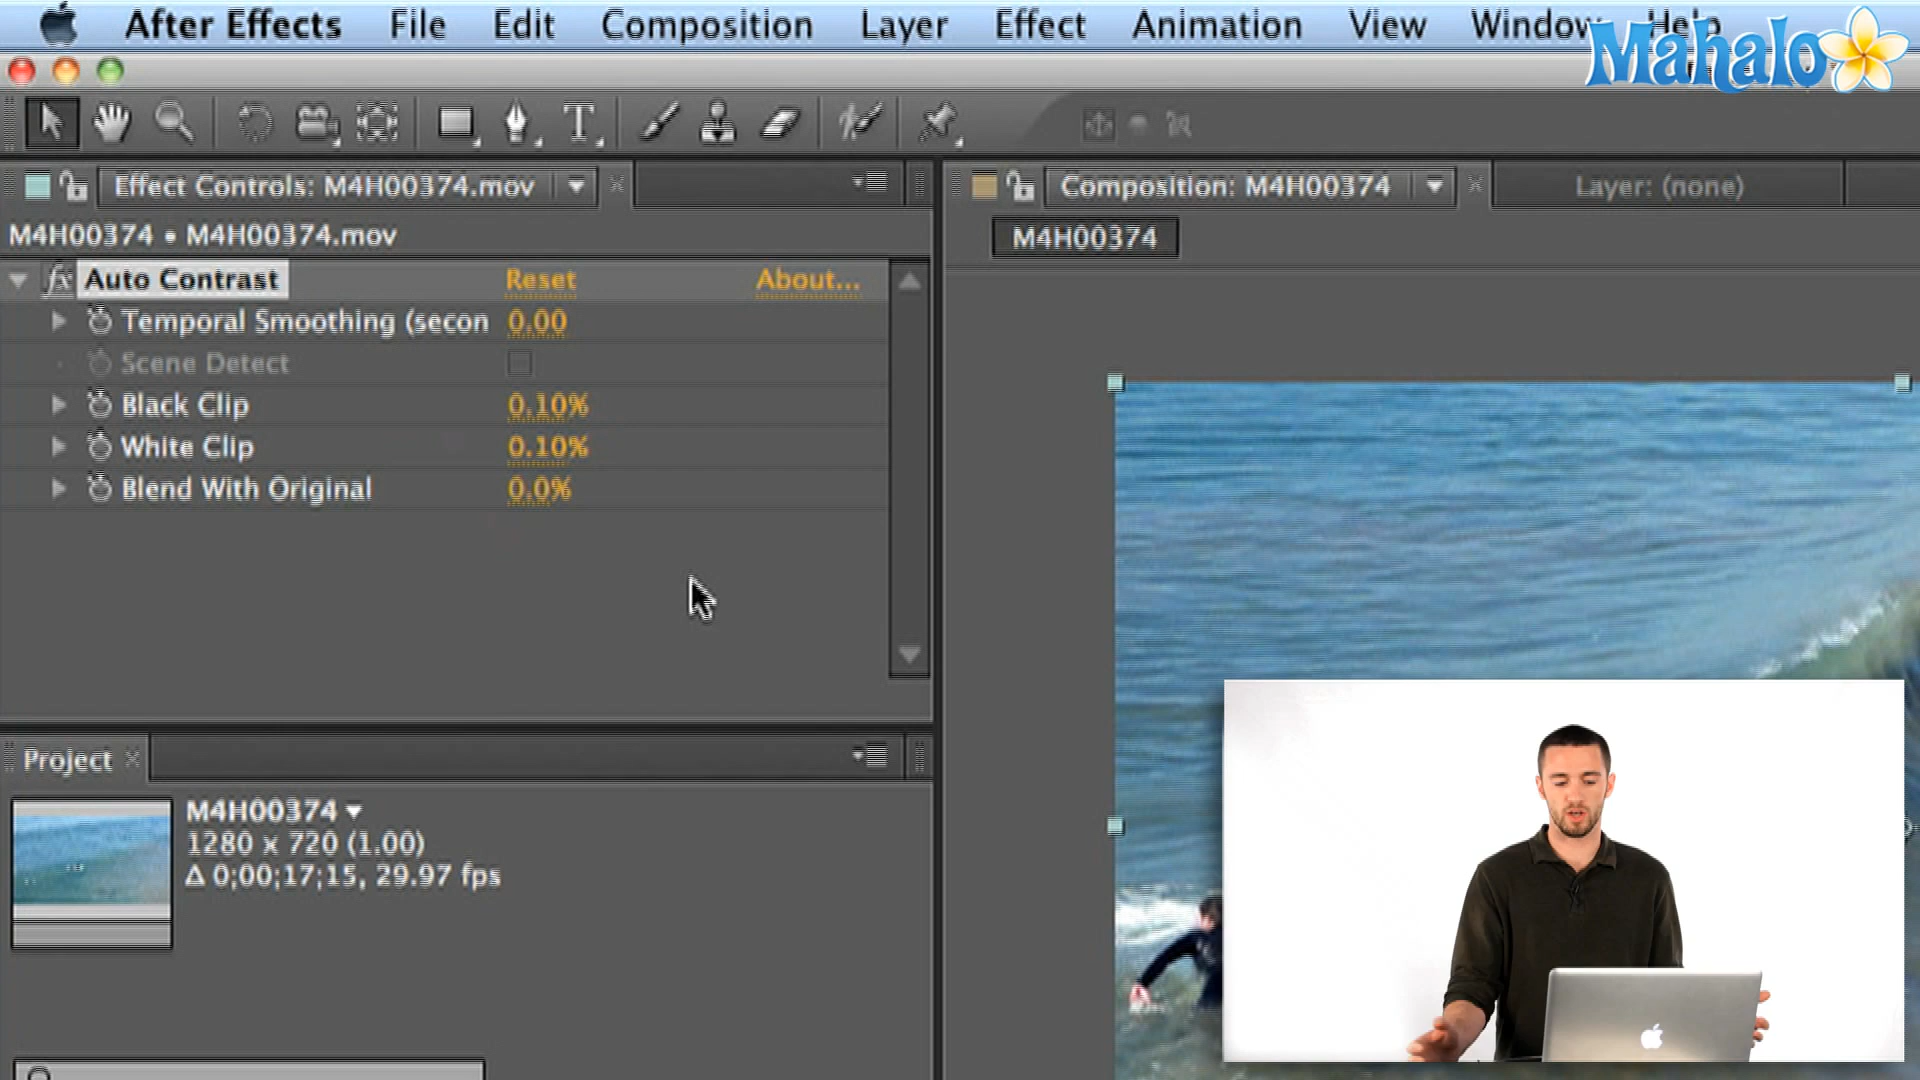 After Effects File Edit Composition Layer Effect Animation View Window Help
Mahalo
T
Effect Controls: M4H00374.mov
Composition: M4H00374
Layer: (none)
M4H00374 • M4H00374.mov
M4H00374
fx Auto Contrast Reset About...
Temporal Smoothing (secon 0.00
Scene Detect
Black Clip 0.10%
White Clip 0.10%
Blend With Original 0.0%
Project
M4H00374
1280 x 720 (1.00)
Δ 0;00;17;15, 29.97 fps